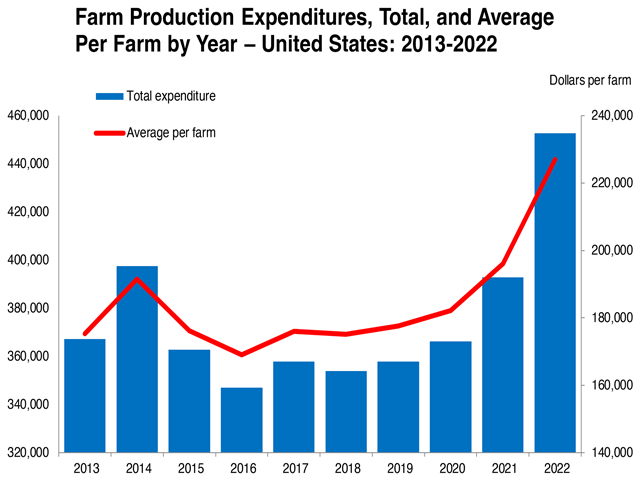 Farm Production Expenditures, Total, and Average
Per Farm by Year – United States: 2013-2022
Dollars per farm
Total expenditure
Average per farm
460,000
440,000
420,000
400,000
380,000
360,000
340,000
320,000
240,000
220,000
200,000
180,000
160,000
140,000
2013 2014 2015 2016 2017 2018 2019 2020 2021 2022